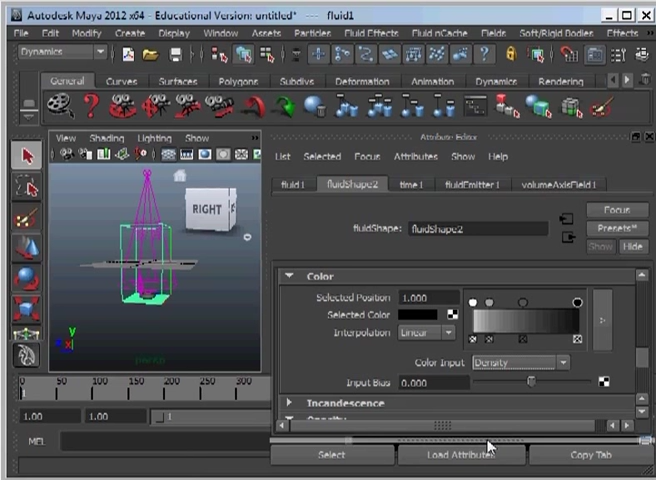 Autodesk Maya 2012 x64 - Educational Version: untitled* --- fluid1
File Edit Modify Create Display Window Assets Particles Fluid Effects Fluid nCache Fields Soft/Rigid Bodies Effects
Dynamics
General Curves Surfaces Polygons Subdivs Deformation Animation Dynamics Rendering
View Shading Lighting Show
RIGHT
y
x
persp
Attribute Editor
List Selected Focus Attributes Show Help
fluid1 fluidShape2 time1 fluidEmitter1 volumeAxisField1
fluidShape: fluidShape2
Focus
Presets*
Show Hide
Color
Selected Position 1.000
Selected Color
Interpolation Linear
Color Input Density
Input Bias 0.000
Incandescence
Opacity
0 50 100 150 200 250 300
1
1.00 1.00 1
MEL
Select Load Attributes Copy Tab